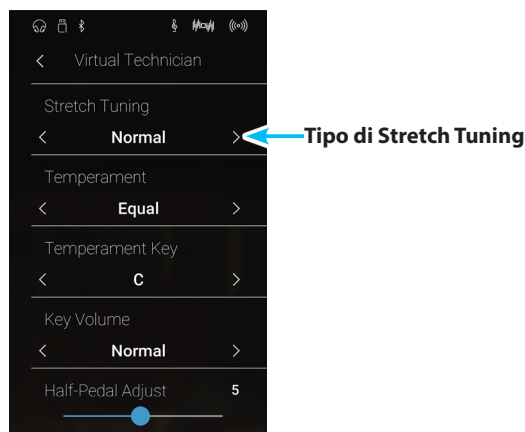 Virtual Technician
Stretch Tuning
Normal
Tipo di Stretch Tuning
Temperament
Equal
Temperament Key
C
Key Volume
Normal
Half-Pedal Adjust 5